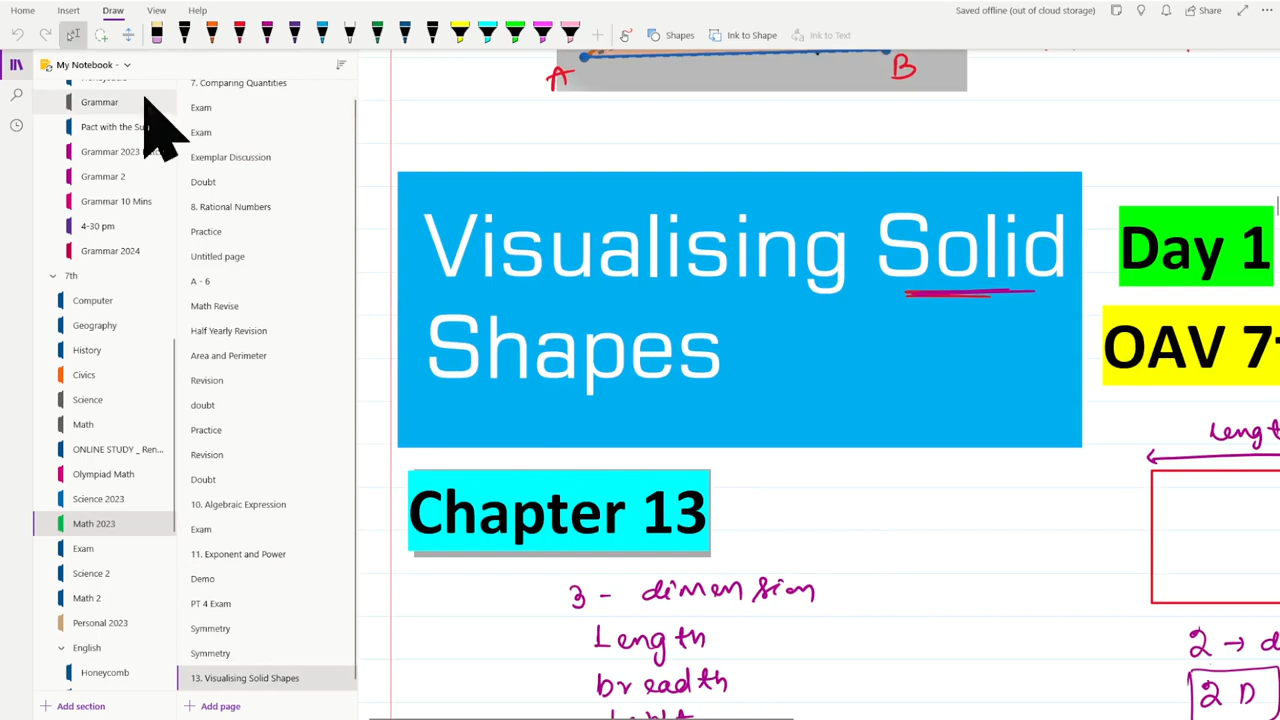 Home Insert Draw View Help
Saved offline (out of cloud storage) Share
Shapes Ink to Shape Ink to Text
My Notebook -
Grammar
Pact with the Su
Grammar 2023
Grammar 2
Grammar 10 Mins
4-30 pm
Grammar 2024
7th
Computer
Geography
History
Civics
Science
Math
ONLINE STUDY _ Ren...
Olympiad Math
Science 2023
Math 2023
Exam
Science 2
Math 2
Personal 2023
English
Honeycomb
Add section
7. Comparing Quantities
Exam
Exam
Exemplar Discussion
Doubt
8. Rational Numbers
Practice
Untitled page
A - 6
Math Revise
Half Yearly Revision
Area and Perimeter
Revision
doubt
Practice
Revision
Doubt
10. Algebraic Expression
Exam
11. Exponent and Power
Demo
PT 4 Exam
Symmetry
Symmetry
13. Visualising Solid Shapes
Add page
A B
Visualising Solid
Shapes
Day 1
OAV 7
Chapter 13
3 - dimension
Length
breadth
Length
2 → d
2 D